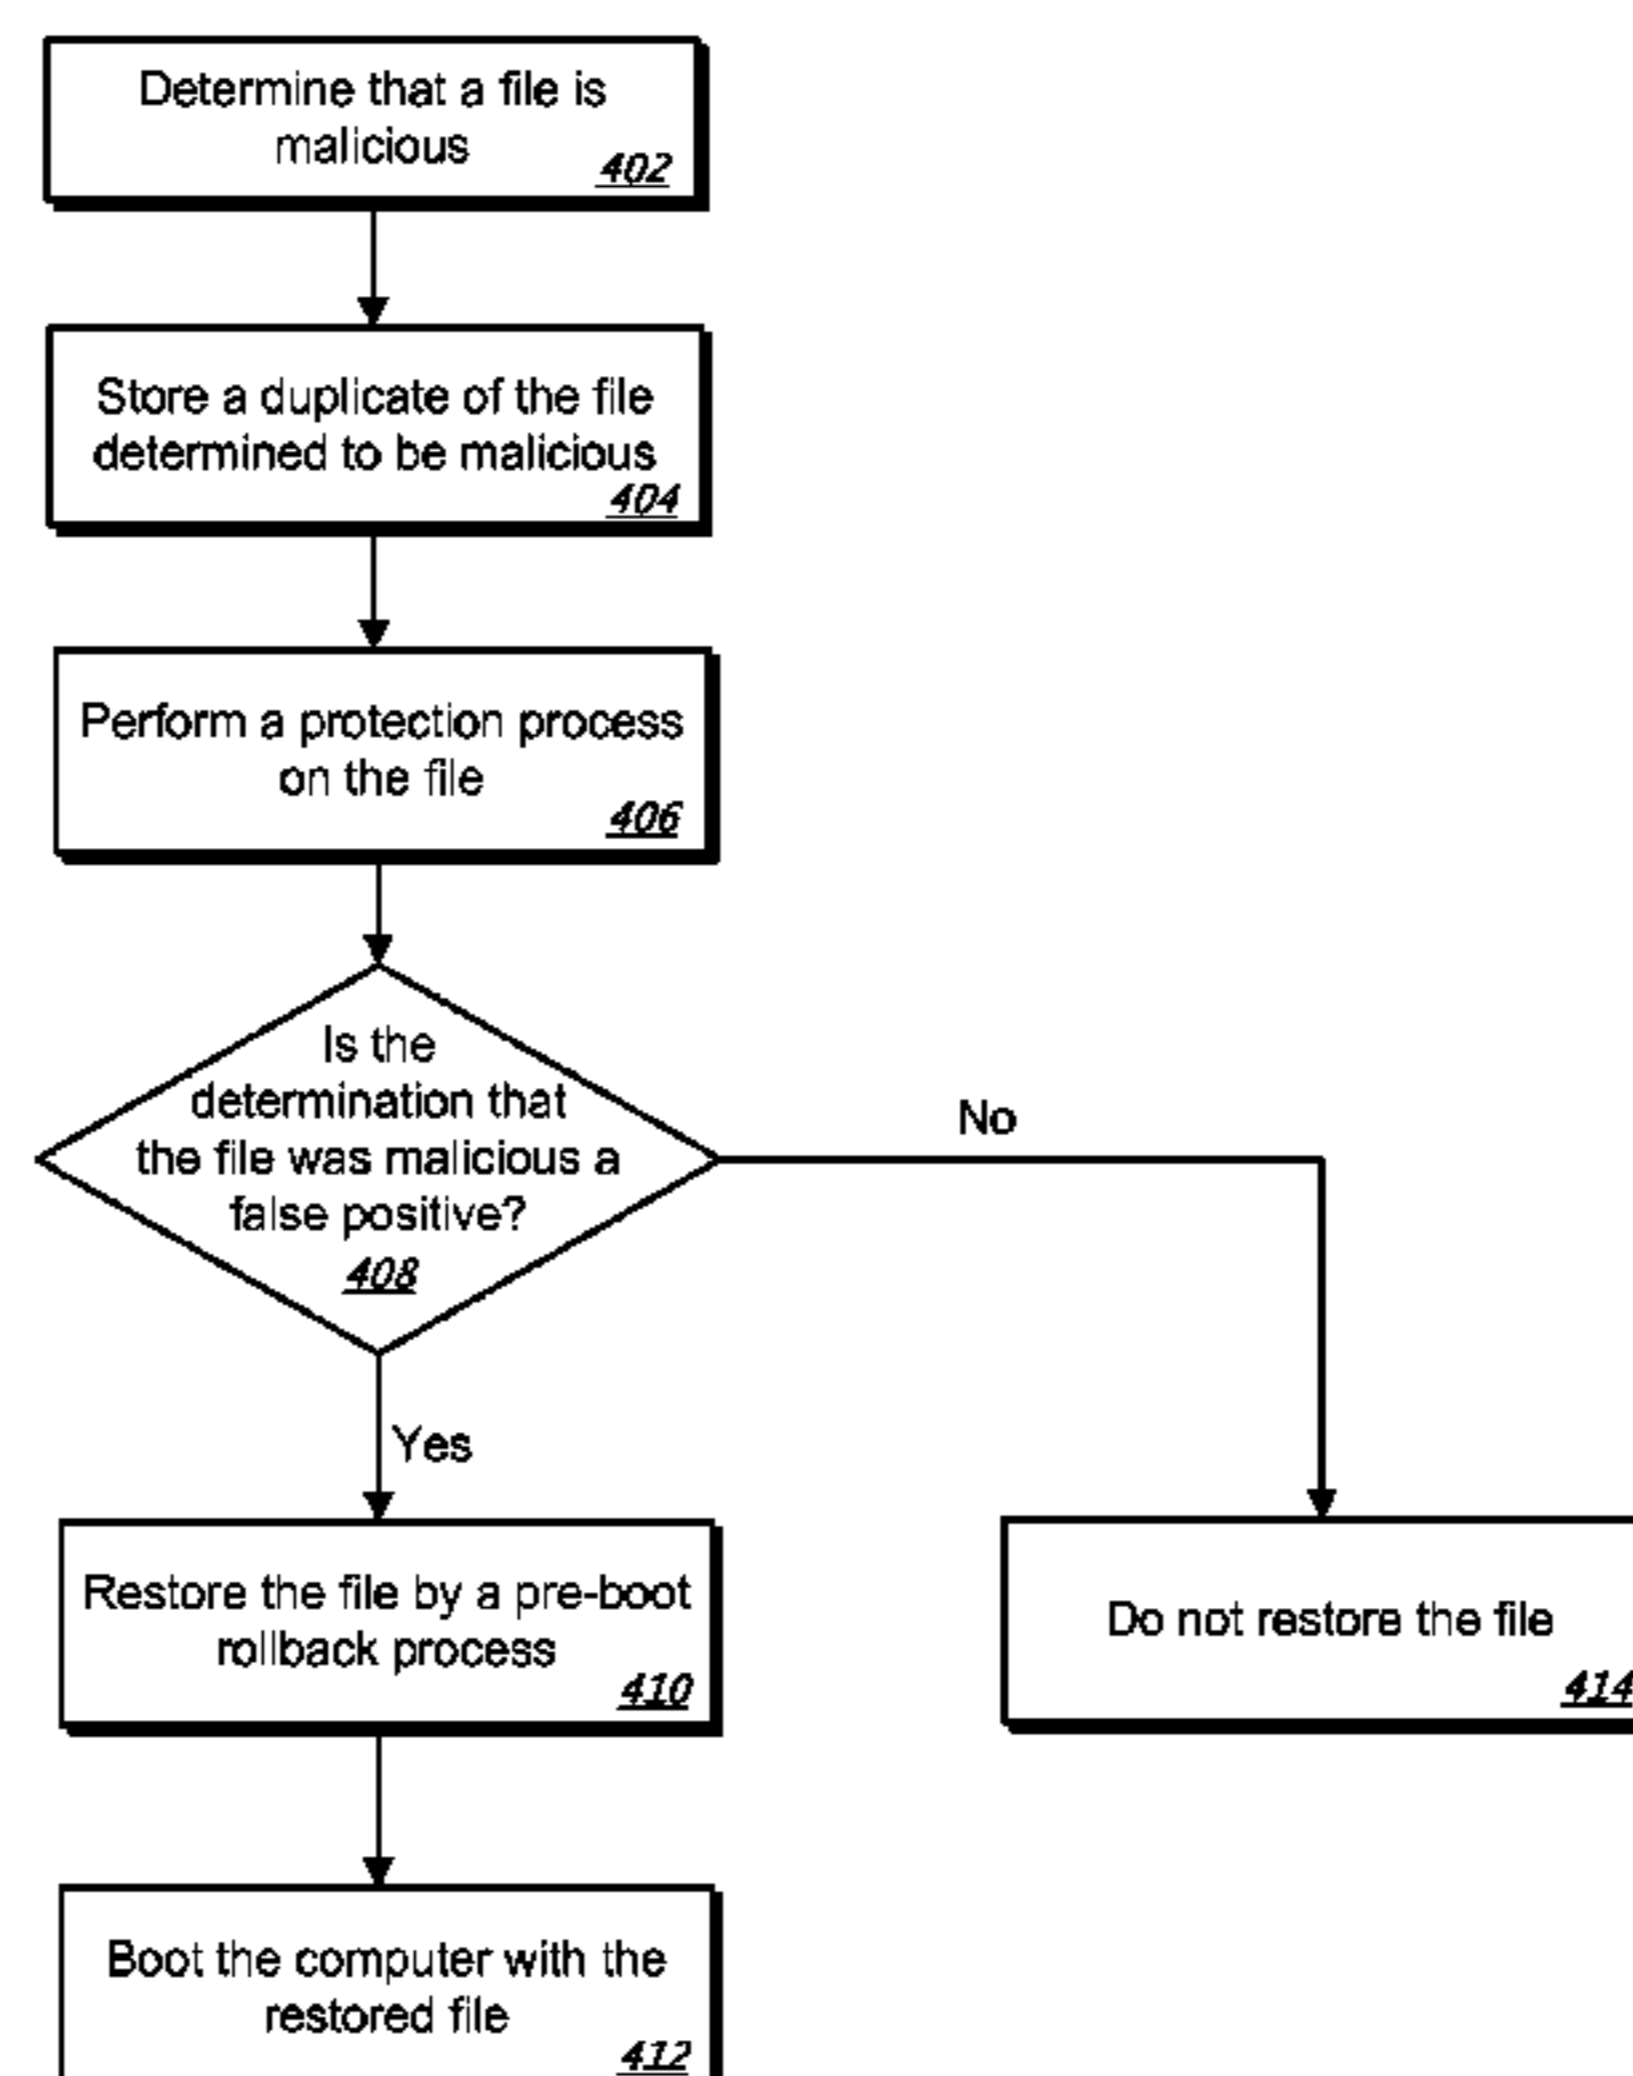 Determine that a file is
malicious
402
Store a duplicate of the file
determined to be malicious
404
Perform a protection process
on the file
406
Is the
determination that
the file was malicious a
false positive?
408
No
Yes
Restore the file by a pre-boot
rollback process
410
Do not restore the file
414
Boot the computer with the
restored file
412